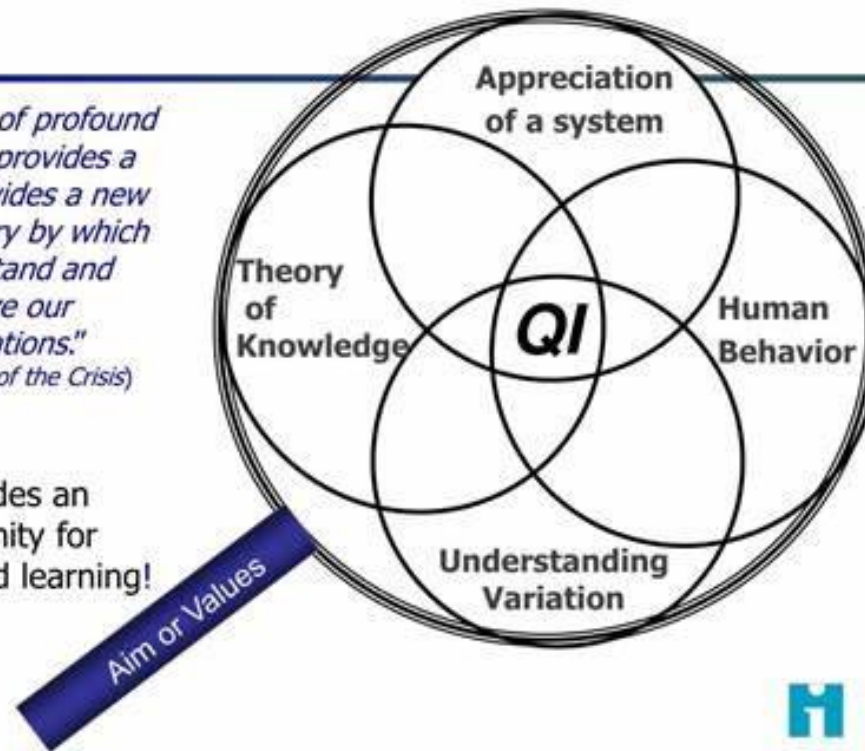 of profound
provides a
vides a new
ry by which
tand and
e our
ations."
of the Crisis)
des an
nity for
d learning!
Appreciation
of a system
Theory
of
Knowledge
QI
Human
Behavior
Understanding
Variation
Aim or Values